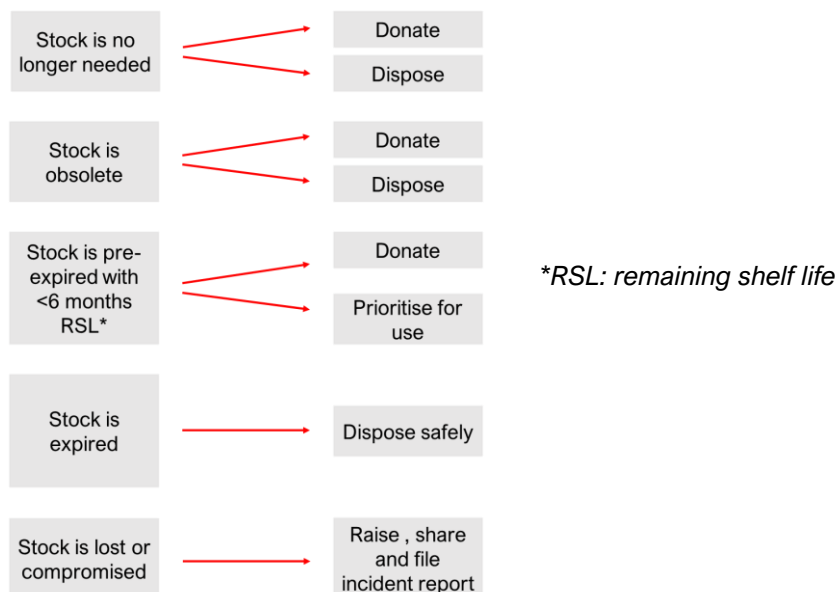 Stock is no
longer needed
Donate
Dispose
Stock is
obsolete
Donate
Dispose
Stock is pre-
expired with
<6 months
RSL*
Donate
Prioritise for
use
*RSL: remaining shelf life
Stock is
expired
Dispose safely
Stock is lost or
compromised
Raise , share
and file
incident report